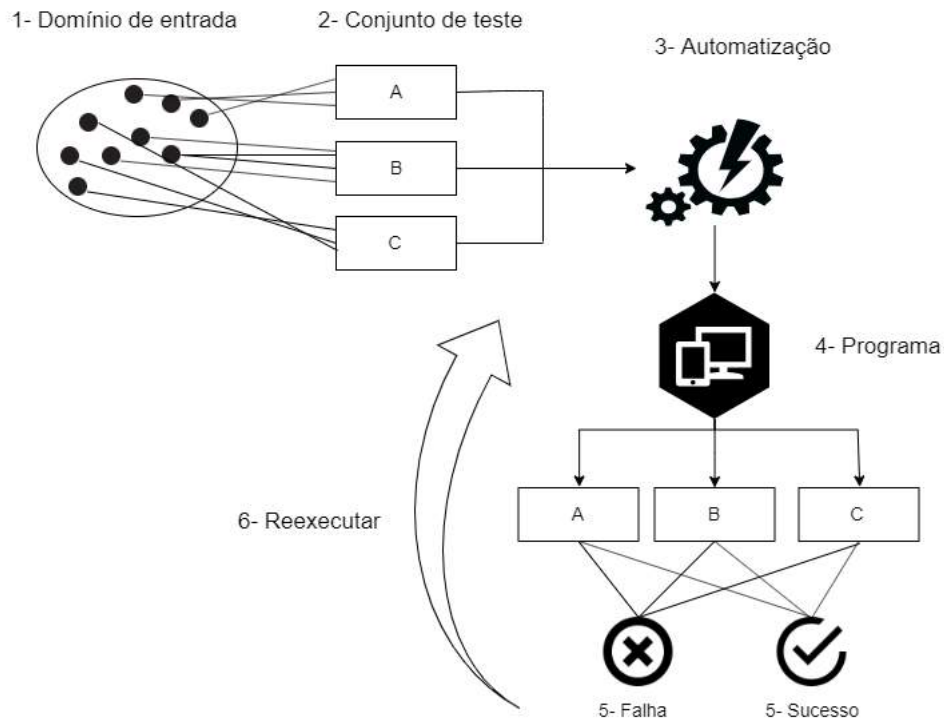 1- Domínio de entrada
2- Conjunto de teste
3- Automatização
A
B
C
4- Programa
A
B
C
6- Reexecutar
5- Falha
5- Sucesso